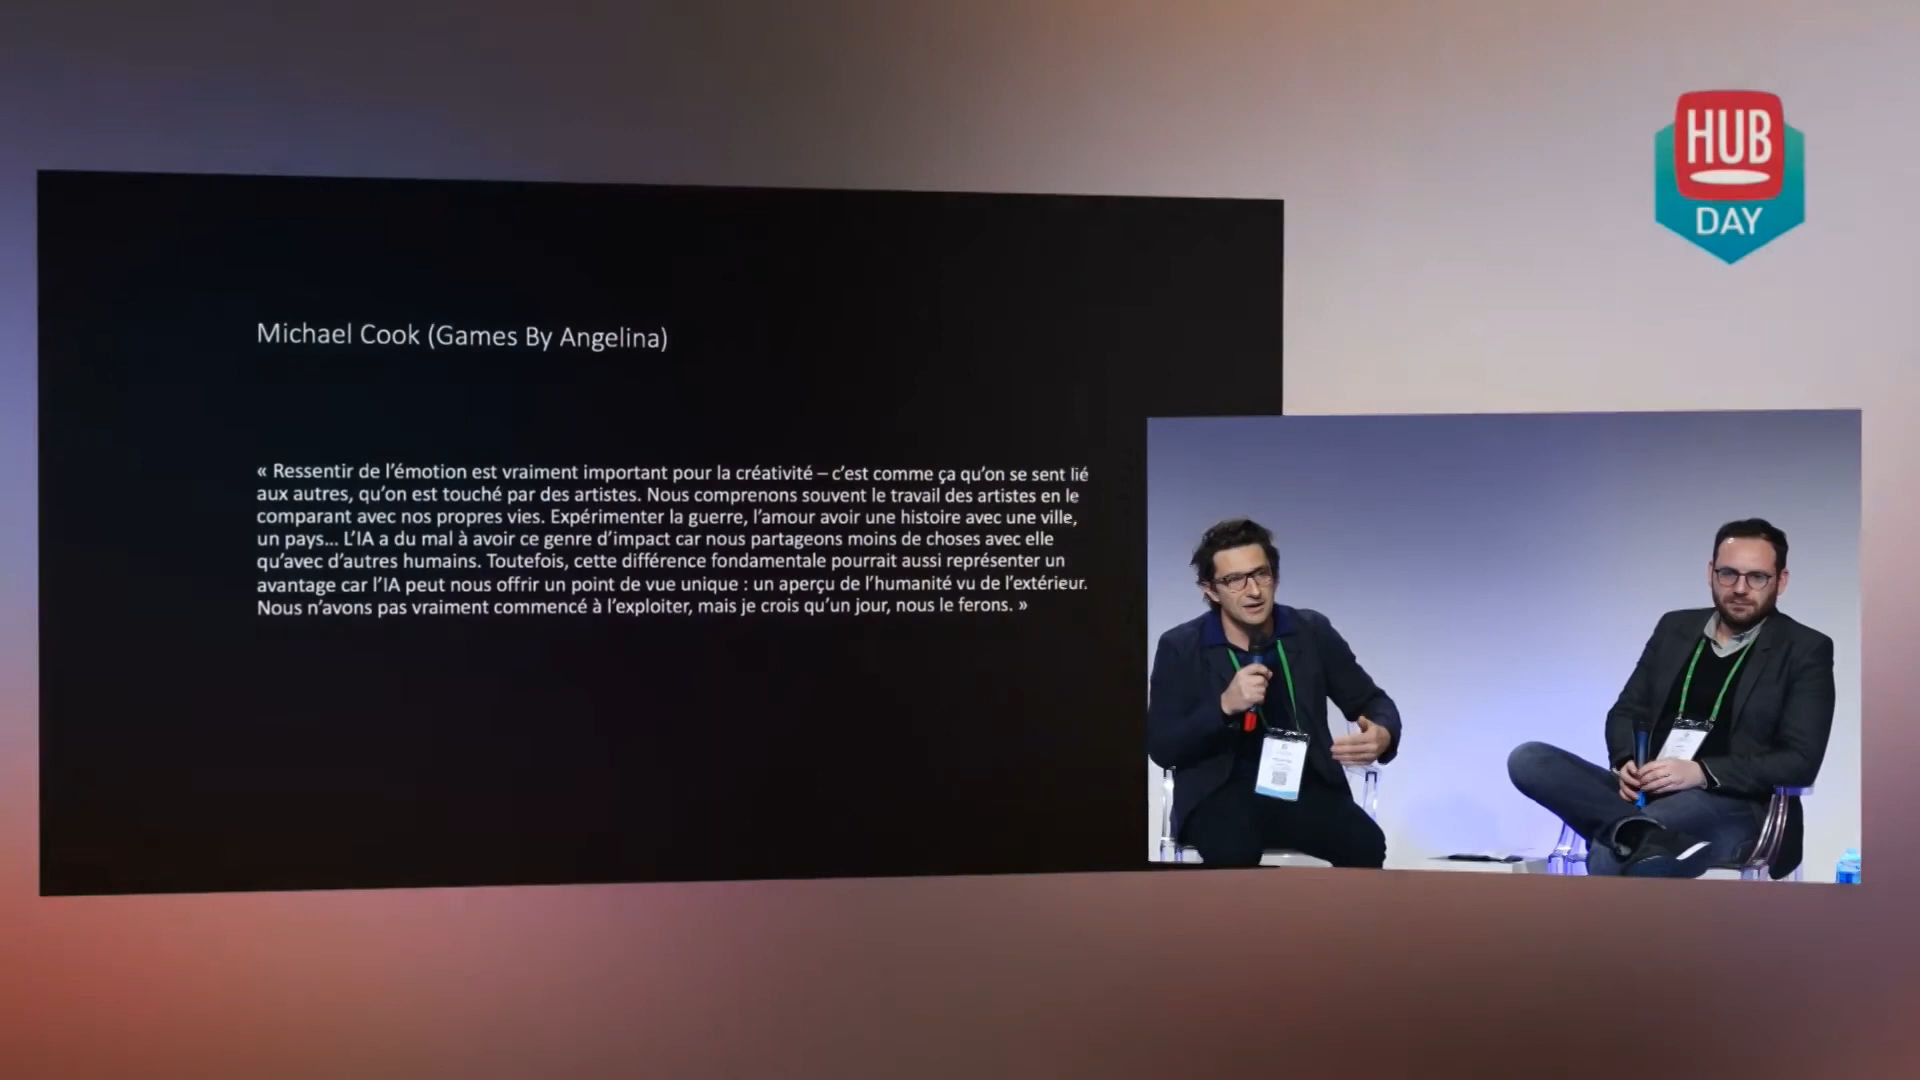 HUB
DAY
Michael Cook (Games By Angelina)
« Ressentir de l’émotion est vraiment important pour la créativité – c’est comme ça qu’on se sent lié
aux autres, qu’on est touché par des artistes. Nous comprenons souvent le travail des artistes en le
comparant avec nos propres vies. Expérimenter la guerre, l’amour avoir une histoire avec une ville,
un pays... L’IA a du mal à avoir ce genre d’impact car nous partageons moins de choses avec elle
qu’avec d’autres humains. Toutefois, cette différence fondamentale pourrait aussi représenter un
avantage car l’IA peut nous offrir un point de vue unique : un aperçu de l’humanité vu de l’extérieur.
Nous n’avons pas vraiment commencé à l’exploiter, mais je crois qu’un jour, nous le ferons. »